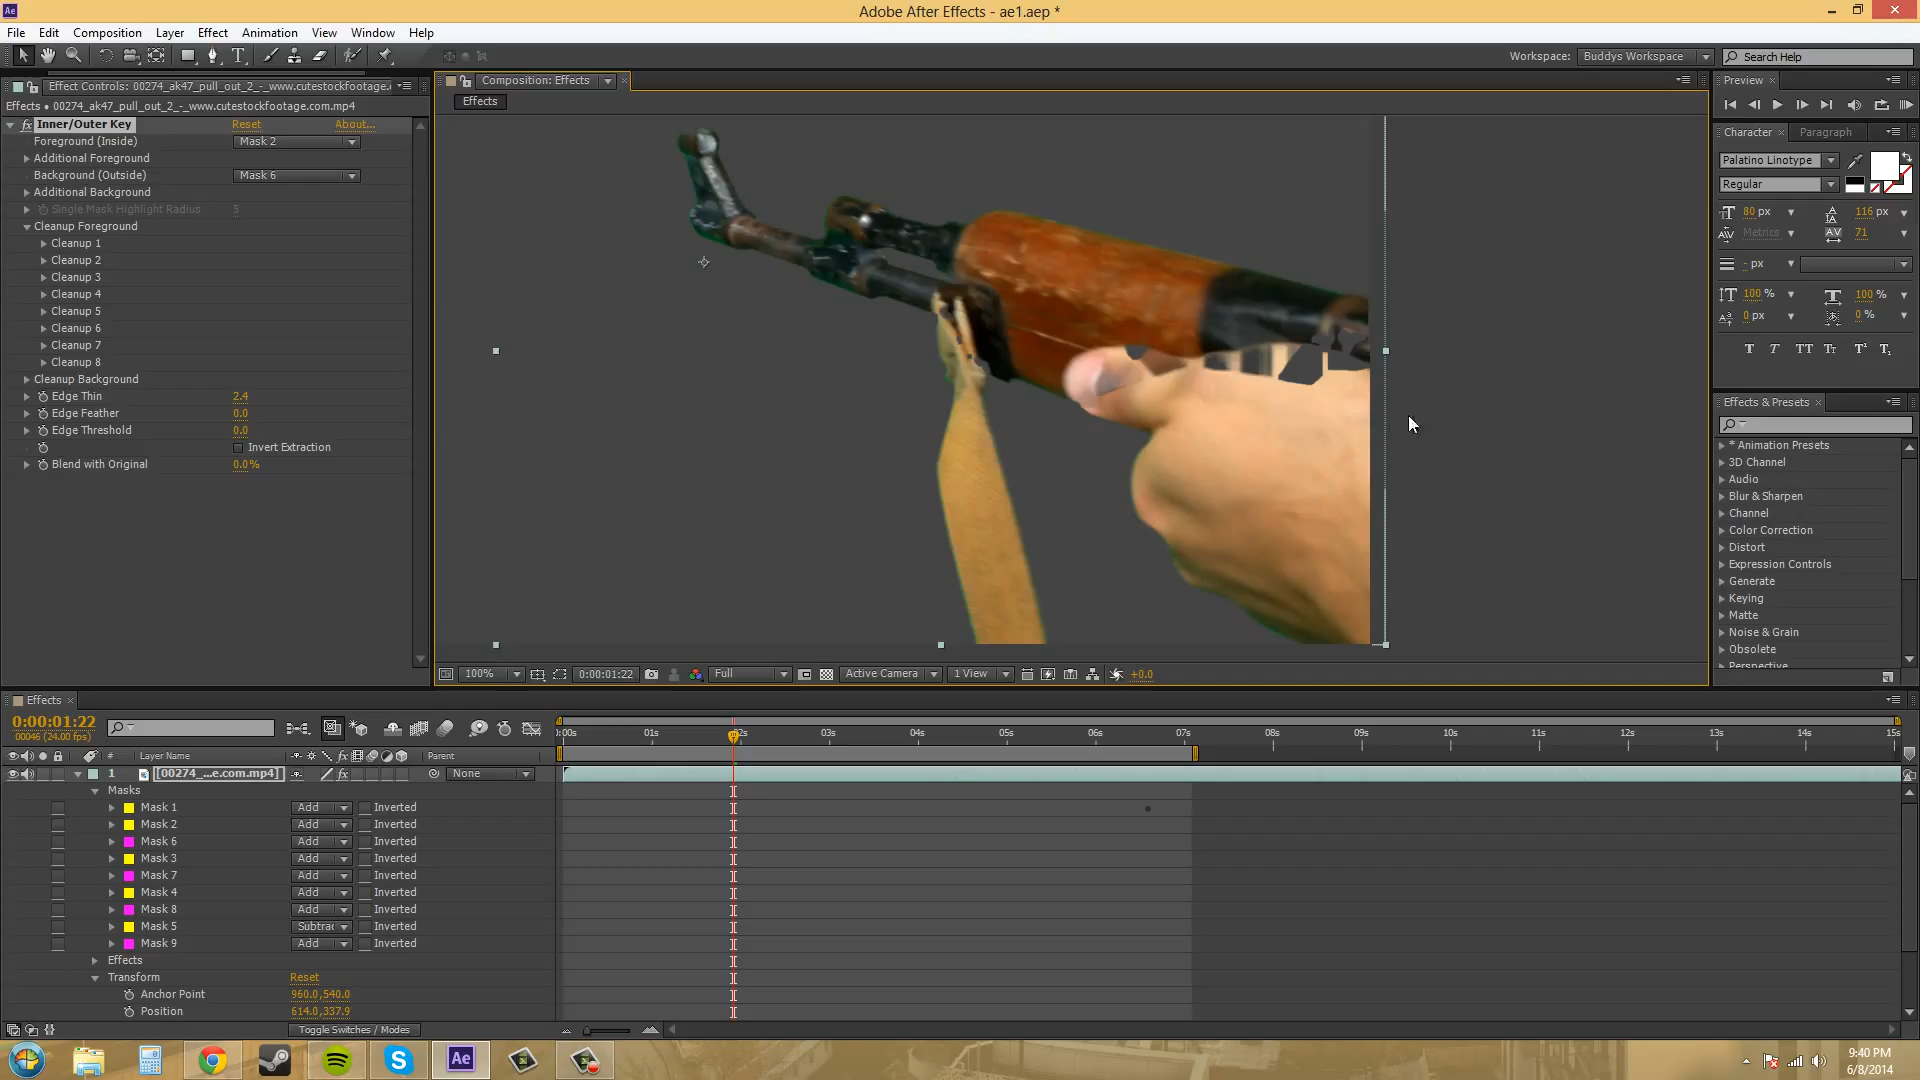 Ae
Adobe After Effects - ae1.aep *
File Edit Composition Layer Effect Animation View Window Help
Workspace: Buddys Workspace Search Help
Effect Controls: 00274_ak47_pull_out_2_-_www.cutestockfootage.
Effects • 00274_ak47_pull_out_2_-_www.cutestockfootage.com.mp4
fx Inner/Outer Key Reset About...
Foreground (Inside) Mask 2
Additional Foreground
Background (Outside) Mask 6
Additional Background
Single Mask Highlight Radius 5
Cleanup Foreground
Cleanup 1
Cleanup 2
Cleanup 3
Cleanup 4
Cleanup 5
Cleanup 6
Cleanup 7
Cleanup 8
Cleanup Background
Edge Thin 2.4
Edge Feather 0.0
Edge Threshold 0.0
Invert Extraction
Blend with Original 0.0%
Composition: Effects
Effects
100% 0:00:01:22 Full Active Camera 1 View +0.0
Preview
Character Paragraph
Palatino Linotype
Regular
80 px 116 px
Metrics 71
- px
100 % 100 %
0 px 0 %
Effects & Presets
* Animation Presets
3D Channel
Audio
Blur & Sharpen
Channel
Color Correction
Distort
Expression Controls
Generate
Keying
Matte
Noise & Grain
Obsolete
Perspective
Effects
0:00:01:22
00046 (24.00 fps)
# Layer Name fx Parent
:00s 01s 02s 03s 04s 05s 06s 07s 08s 09s 10s 11s 12s 13s 14s 15s
1 [00274_...e.com.mp4] fx None
Masks
Mask 1 Add Inverted
Mask 2 Add Inverted
Mask 6 Add Inverted
Mask 3 Add Inverted
Mask 7 Add Inverted
Mask 4 Add Inverted
Mask 8 Add Inverted
Mask 5 Subtrac Inverted
Mask 9 Add Inverted
Effects
Transform Reset
Anchor Point 960.0,540.0
Position 614.0,337.9
Toggle Switches / Modes
Ae
9:40 PM
6/8/2014